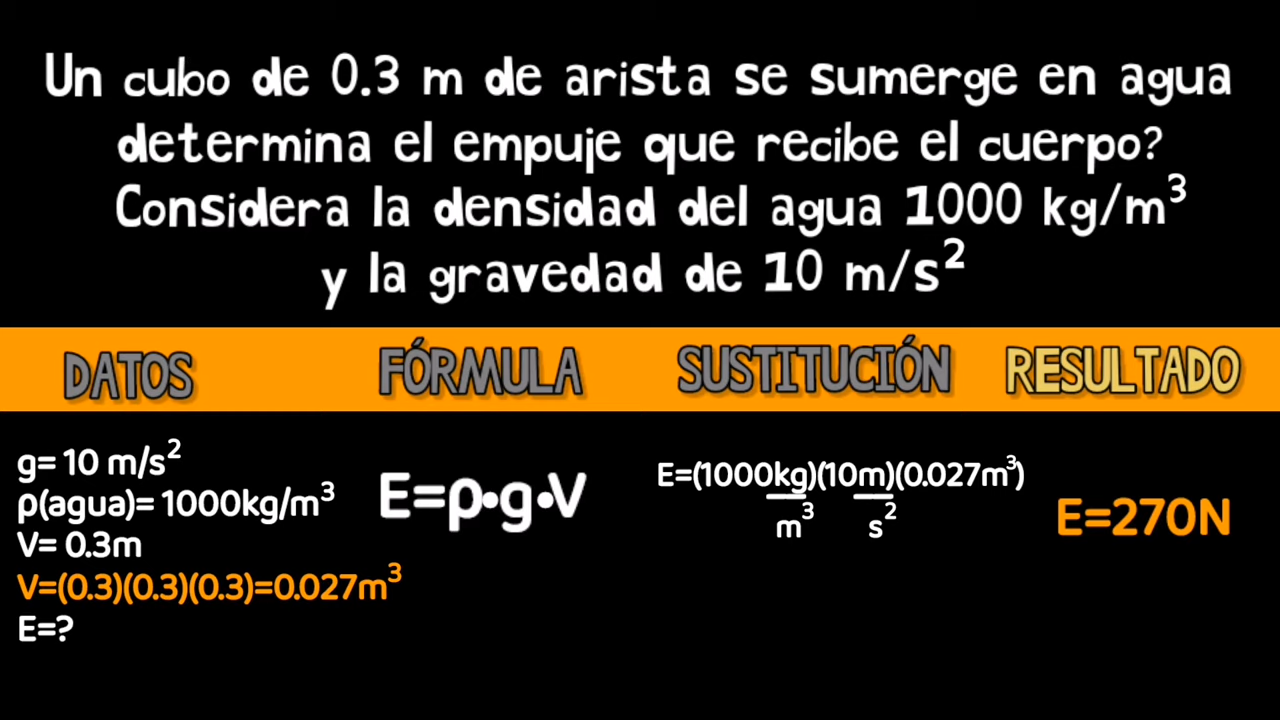 Un cubo de 0.3 m de arista se sumerge en agua
determina el empuje que recibe el cuerpo?
Considera la densidad del agua 1000 kg/m³
y la gravedad de 10 m/s²
DATOS FÓRMULA SUSTITUCIÓN RESULTADO
g= 10 m/s²
ρ(agua)= 1000kg/m³
V= 0.3m
V=(0.3)(0.3)(0.3)=0.027m³
E=?
E=ρ•g•V
E=(1000kg)(10m)(0.027m³)
m³ s²
E=270N